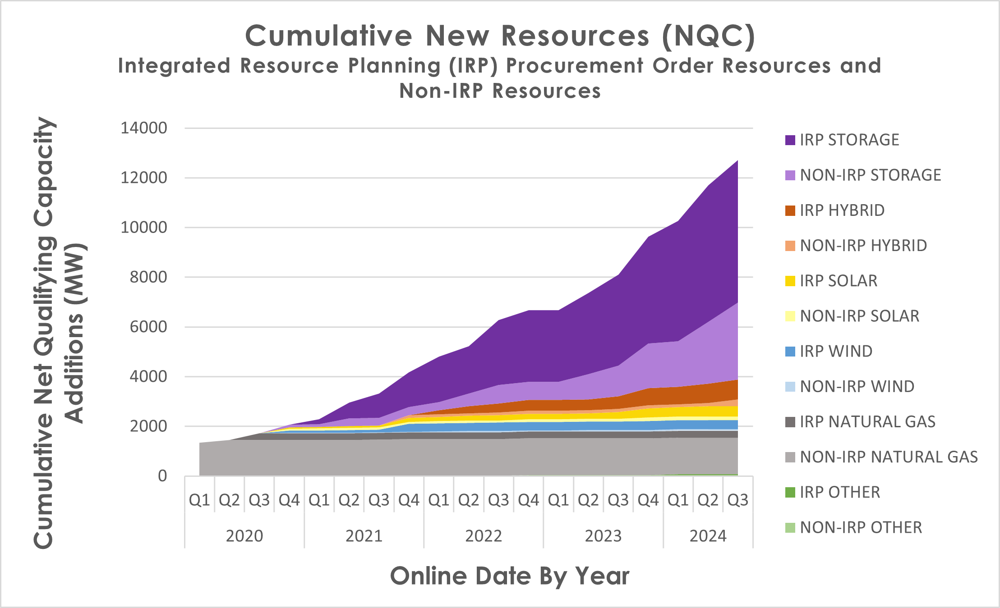 Cumulative New Resources (NQC)
Integrated Resource Planning (IRP) Procurement Order Resources and
Non-IRP Resources
Cumulative Net Qualifying Capacity
Additions (MW)
14000
12000
10000
8000
6000
4000
2000
0
Q1 Q2 Q3 Q4 Q1 Q2 Q3 Q4 Q1 Q2 Q3 Q4 Q1 Q2 Q3 Q4 Q1 Q2 Q3
2020 2021 2022 2023 2024
Online Date By Year
IRP STORAGE
NON-IRP STORAGE
IRP HYBRID
NON-IRP HYBRID
IRP SOLAR
NON-IRP SOLAR
IRP WIND
NON-IRP WIND
IRP NATURAL GAS
NON-IRP NATURAL GAS
IRP OTHER
NON-IRP OTHER